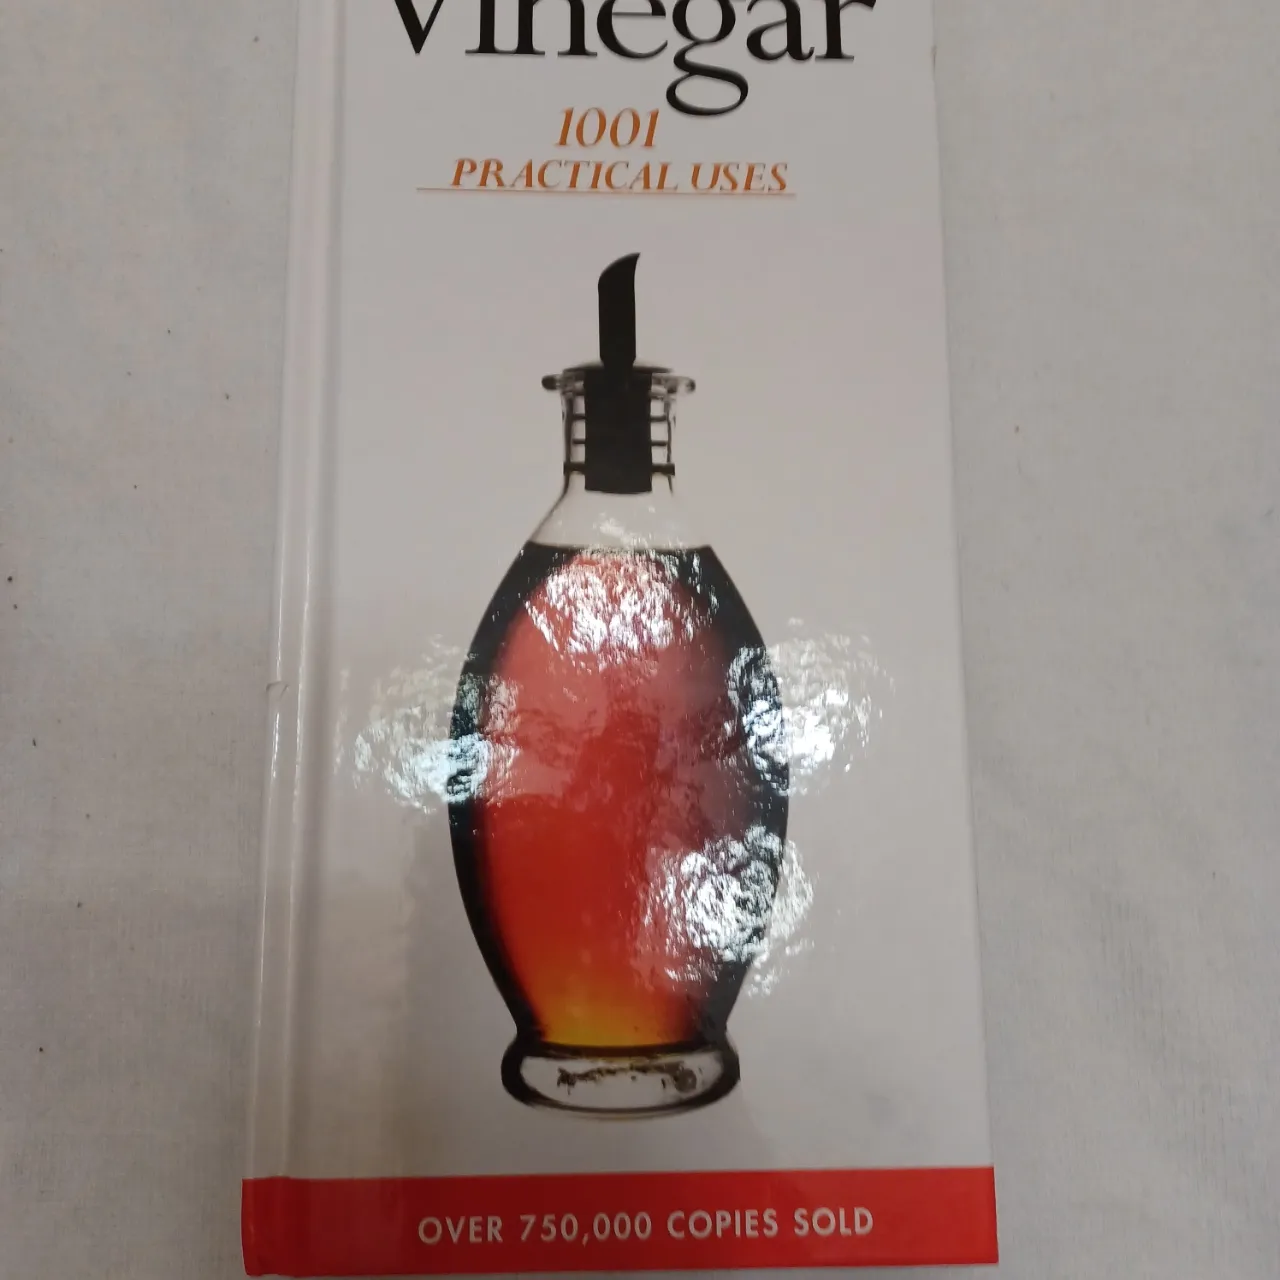 Vinegar
1001
PRACTICAL USES
OVER 750,000 COPIES SOLD